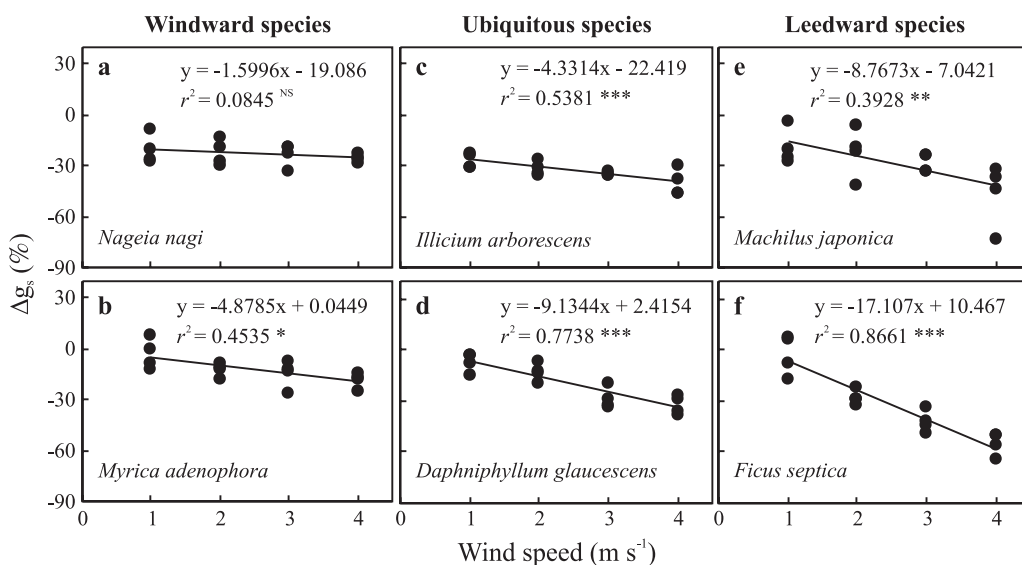 Windward species
Ubiquitous species
Leedward species
a
y = -1.5996x - 19.086
r² = 0.0845 NS
Nageia nagi
c
y = -4.3314x - 22.419
r² = 0.5381 ***
Illicium arborescens
e
y = -8.7673x - 7.0421
r² = 0.3928 **
Machilus japonica
30
0
-30
-60
-90
b
y = -4.8785x + 0.0449
r² = 0.4535 *
Myrica adenophora
d
y = -9.1344x + 2.4154
r² = 0.7738 ***
Daphniphyllum glaucescens
f
y = -17.107x + 10.467
r² = 0.8661 ***
Ficus septica
30
0
-30
-60
-90
Δgs (%)
0 1 2 3 4
0 1 2 3 4
0 1 2 3 4
Wind speed (m s⁻¹)